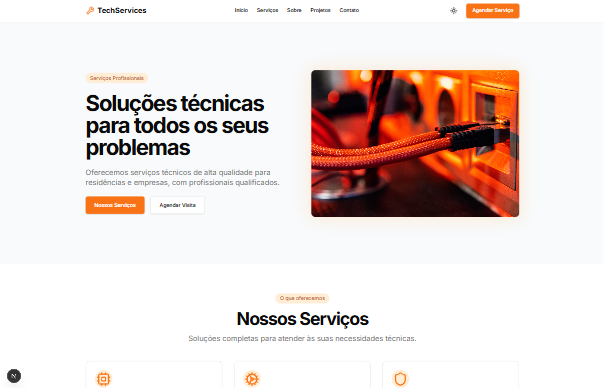 TechServices
Início Serviços Sobre Projetos Contato
Agendar Serviço
Serviços Profissionais
Soluções técnicas
para todos os seus
problemas
Oferecemos serviços técnicos de alta qualidade para
residências e empresas, com profissionais qualificados.
Nossos Serviços
Agendar Visita
O que oferecemos
Nossos Serviços
Soluções completas para atender às suas necessidades técnicas.
N